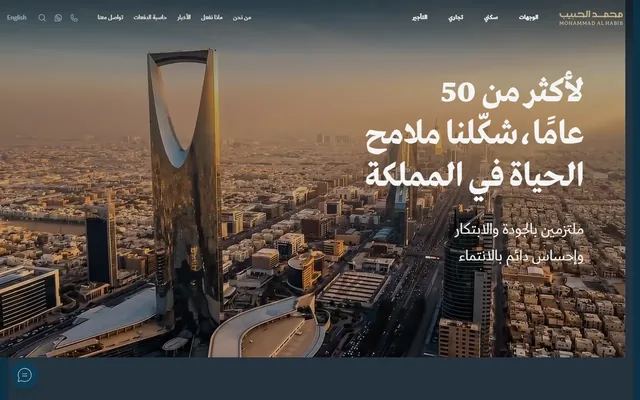 محمد الحبيب
MOHAMMAD AL HABIB
الوجهات
سكني
تجاري
التأجير
من نحن
ماذا نفعل
الأخبار
حاسبة الدفعات
تواصل معنا
English
لأكثر من 50
عامًا، شكّلنا ملامح
الحياة في المملكة
ملتزمين بالجودة والابتكار
وإحساس دائم بالانتماء